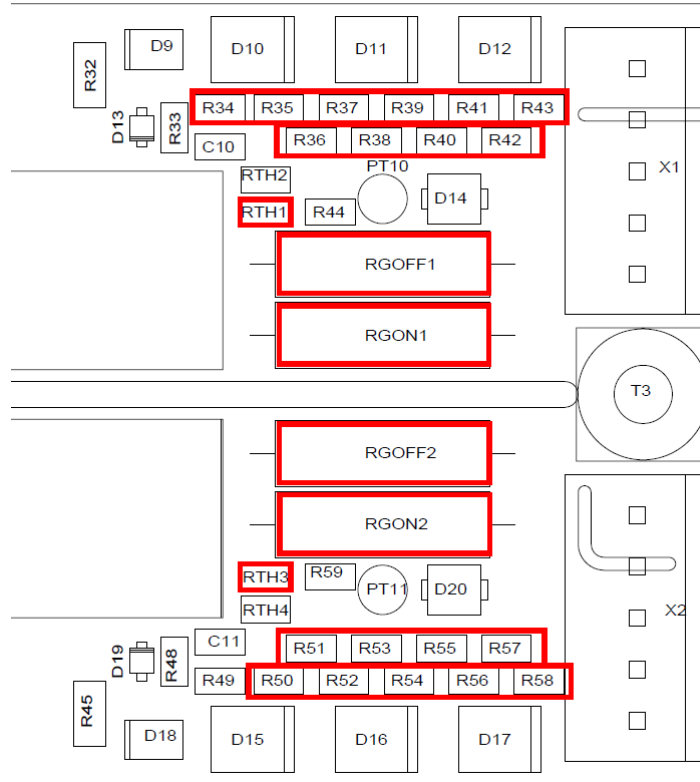 D9 D10 D11 D12
R32
R34 R35 R37 R39 R41 R43
D13 R33
C10 R36 R38 R40 R42
RTH2 PT10 X1
RTH1 R44 D14
RGOFF1
RGON1
T3
RGOFF2
RGON2
RTH3 R59 PT11 D20
RTH4 X2
D19 R48 C11 R51 R53 R55 R57
R49 R50 R52 R54 R56 R58
R45
D18 D15 D16 D17